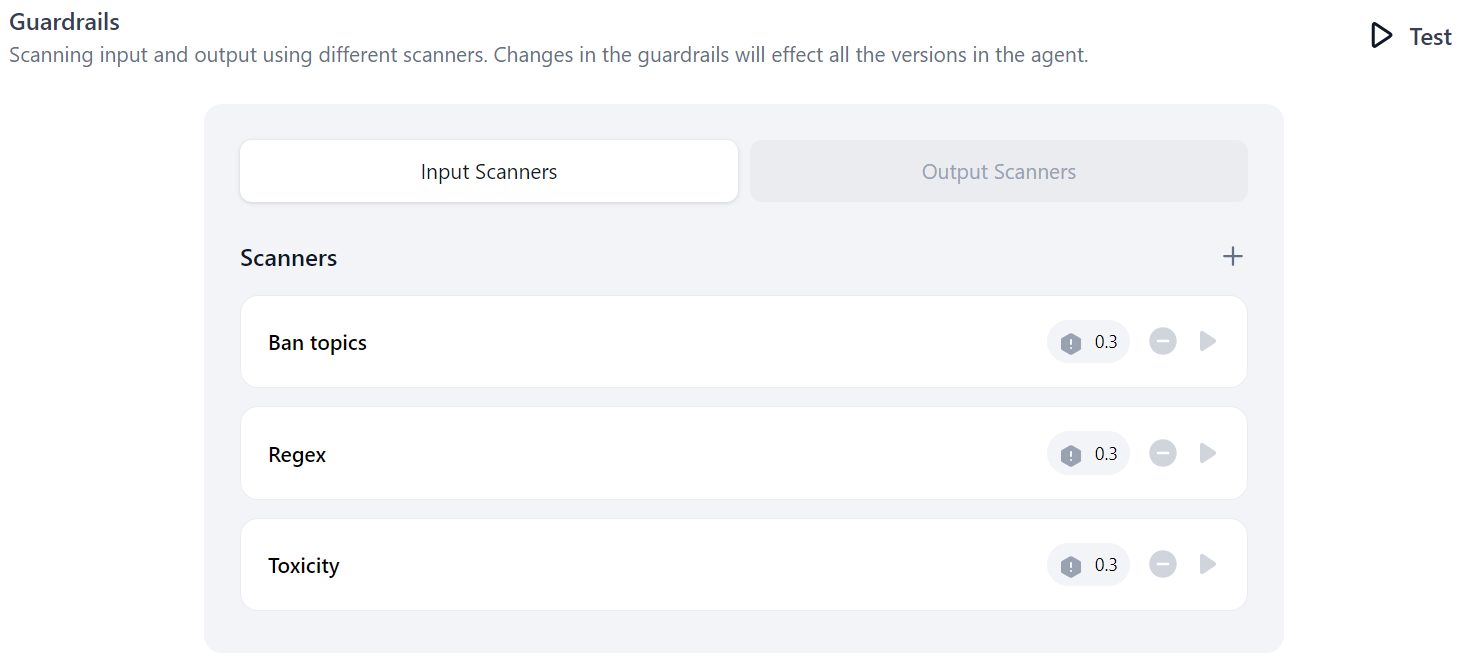 Guardrails
Test
Scanning input and output using different scanners. Changes in the guardrails will effect all the versions in the agent.
Input Scanners
Output Scanners
Scanners
Ban topics
0.3
Regex
0.3
Toxicity
0.3